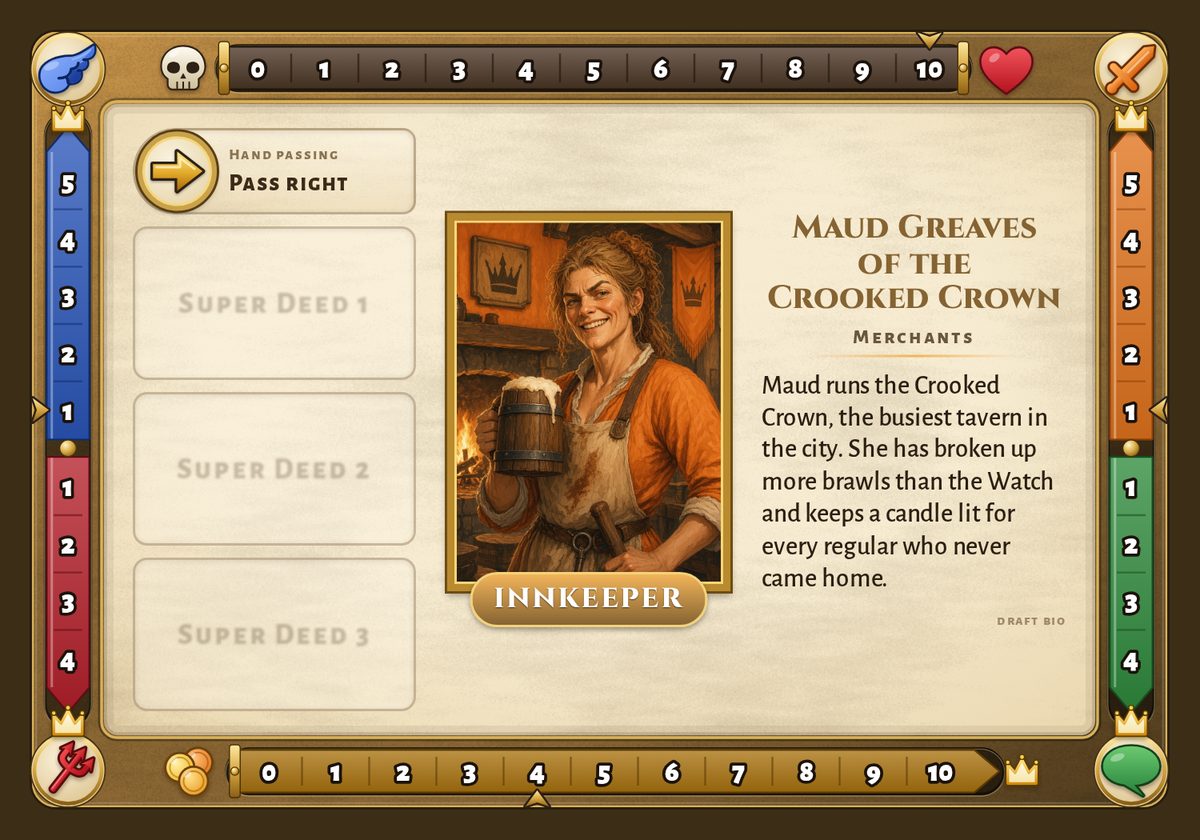 0 1 2 3 4 5 6 7 8 9 10
5
4
3
2
1
1
2
3
4
Hand passing
Pass right
Super Deed 1
Super Deed 2
Super Deed 3
INNKEEPER
Maud Greaves
of the
Crooked Crown
Merchants
Maud runs the Crooked
Crown, the busiest tavern in
the city. She has broken up
more brawls than the Watch
and keeps a candle lit for
every regular who never
came home.
DRAFT BIO
5
4
3
2
1
1
2
3
4
0 1 2 3 4 5 6 7 8 9 10